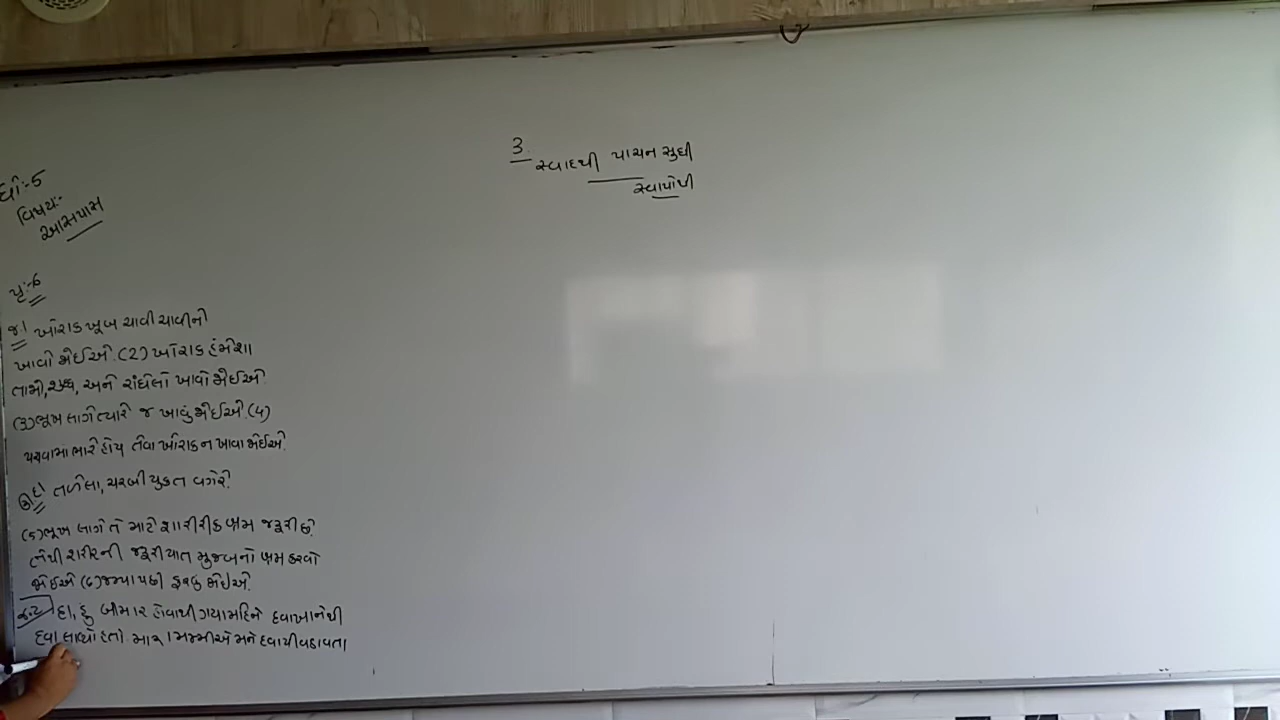 3.
સ્વાદથી પાચન સુધી
સ્વાપોથી
ધો:-5
વિષય:-
આસપાસ
પૃ:-6
જ.1 ખોરાક ખૂબ ચાવી ચાવીને
ખાવો જોઈએ. (2) ખોરાક હંમેશા
તાજો, શુદ્ધ, અને રાંધેલો ખાવો જોઈએ.
(3) ભૂખ લાગે ત્યારે જ ખાવું જોઈએ (4)
પચવામા ભારે હોય તેવા ખોરાક ન ખાવા જોઈએ.
દા તળેલા, ચરબી યુકત વગેરે.
(5) ભૂખ લાગે તે માટે શારીરીક શ્રમ જરૂરી છે.
તેથી શરીરની જરૂરીયાત મુજબનો શ્રમ કરવો
જોઈએ (6) જમ્યા પછી ફરવુ જોઈએ.
જ.2 હા, હુ બીમાર હોવાથી ગયા મહિને દવાખાનેથી
દવા લાવ્યો હતો મારા મમ્મીએ મને દવા પીવડાવતા